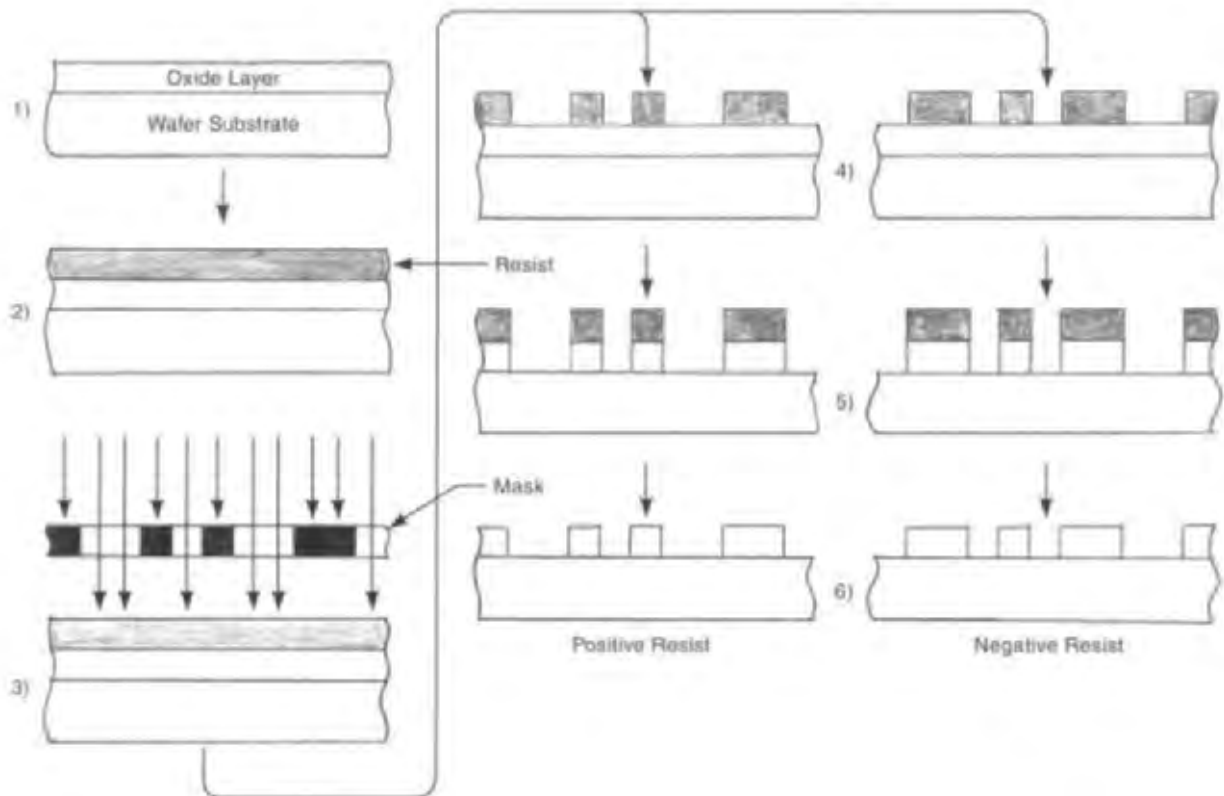 Oxide Layer
1)
Wafer Substrate
Resist
2)
Mask
3)
4)
5)
6)
Positive Resist
Negative Resist